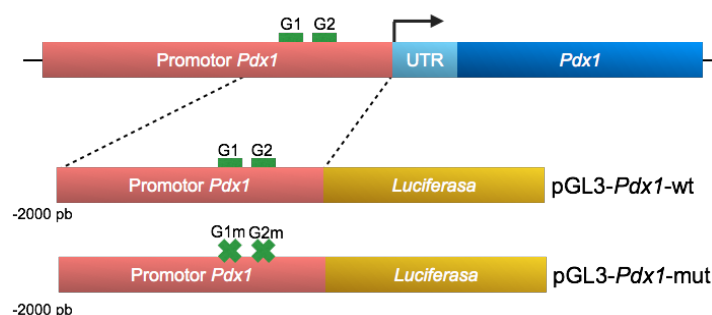 G1 G2
Promotor Pdx1 UTR Pdx1
G1 G2
Promotor Pdx1 Luciferasa pGL3-Pdx1-wt
-2000 pb
G1m G2m
Promotor Pdx1 Luciferasa pGL3-Pdx1-mut
-2000 pb